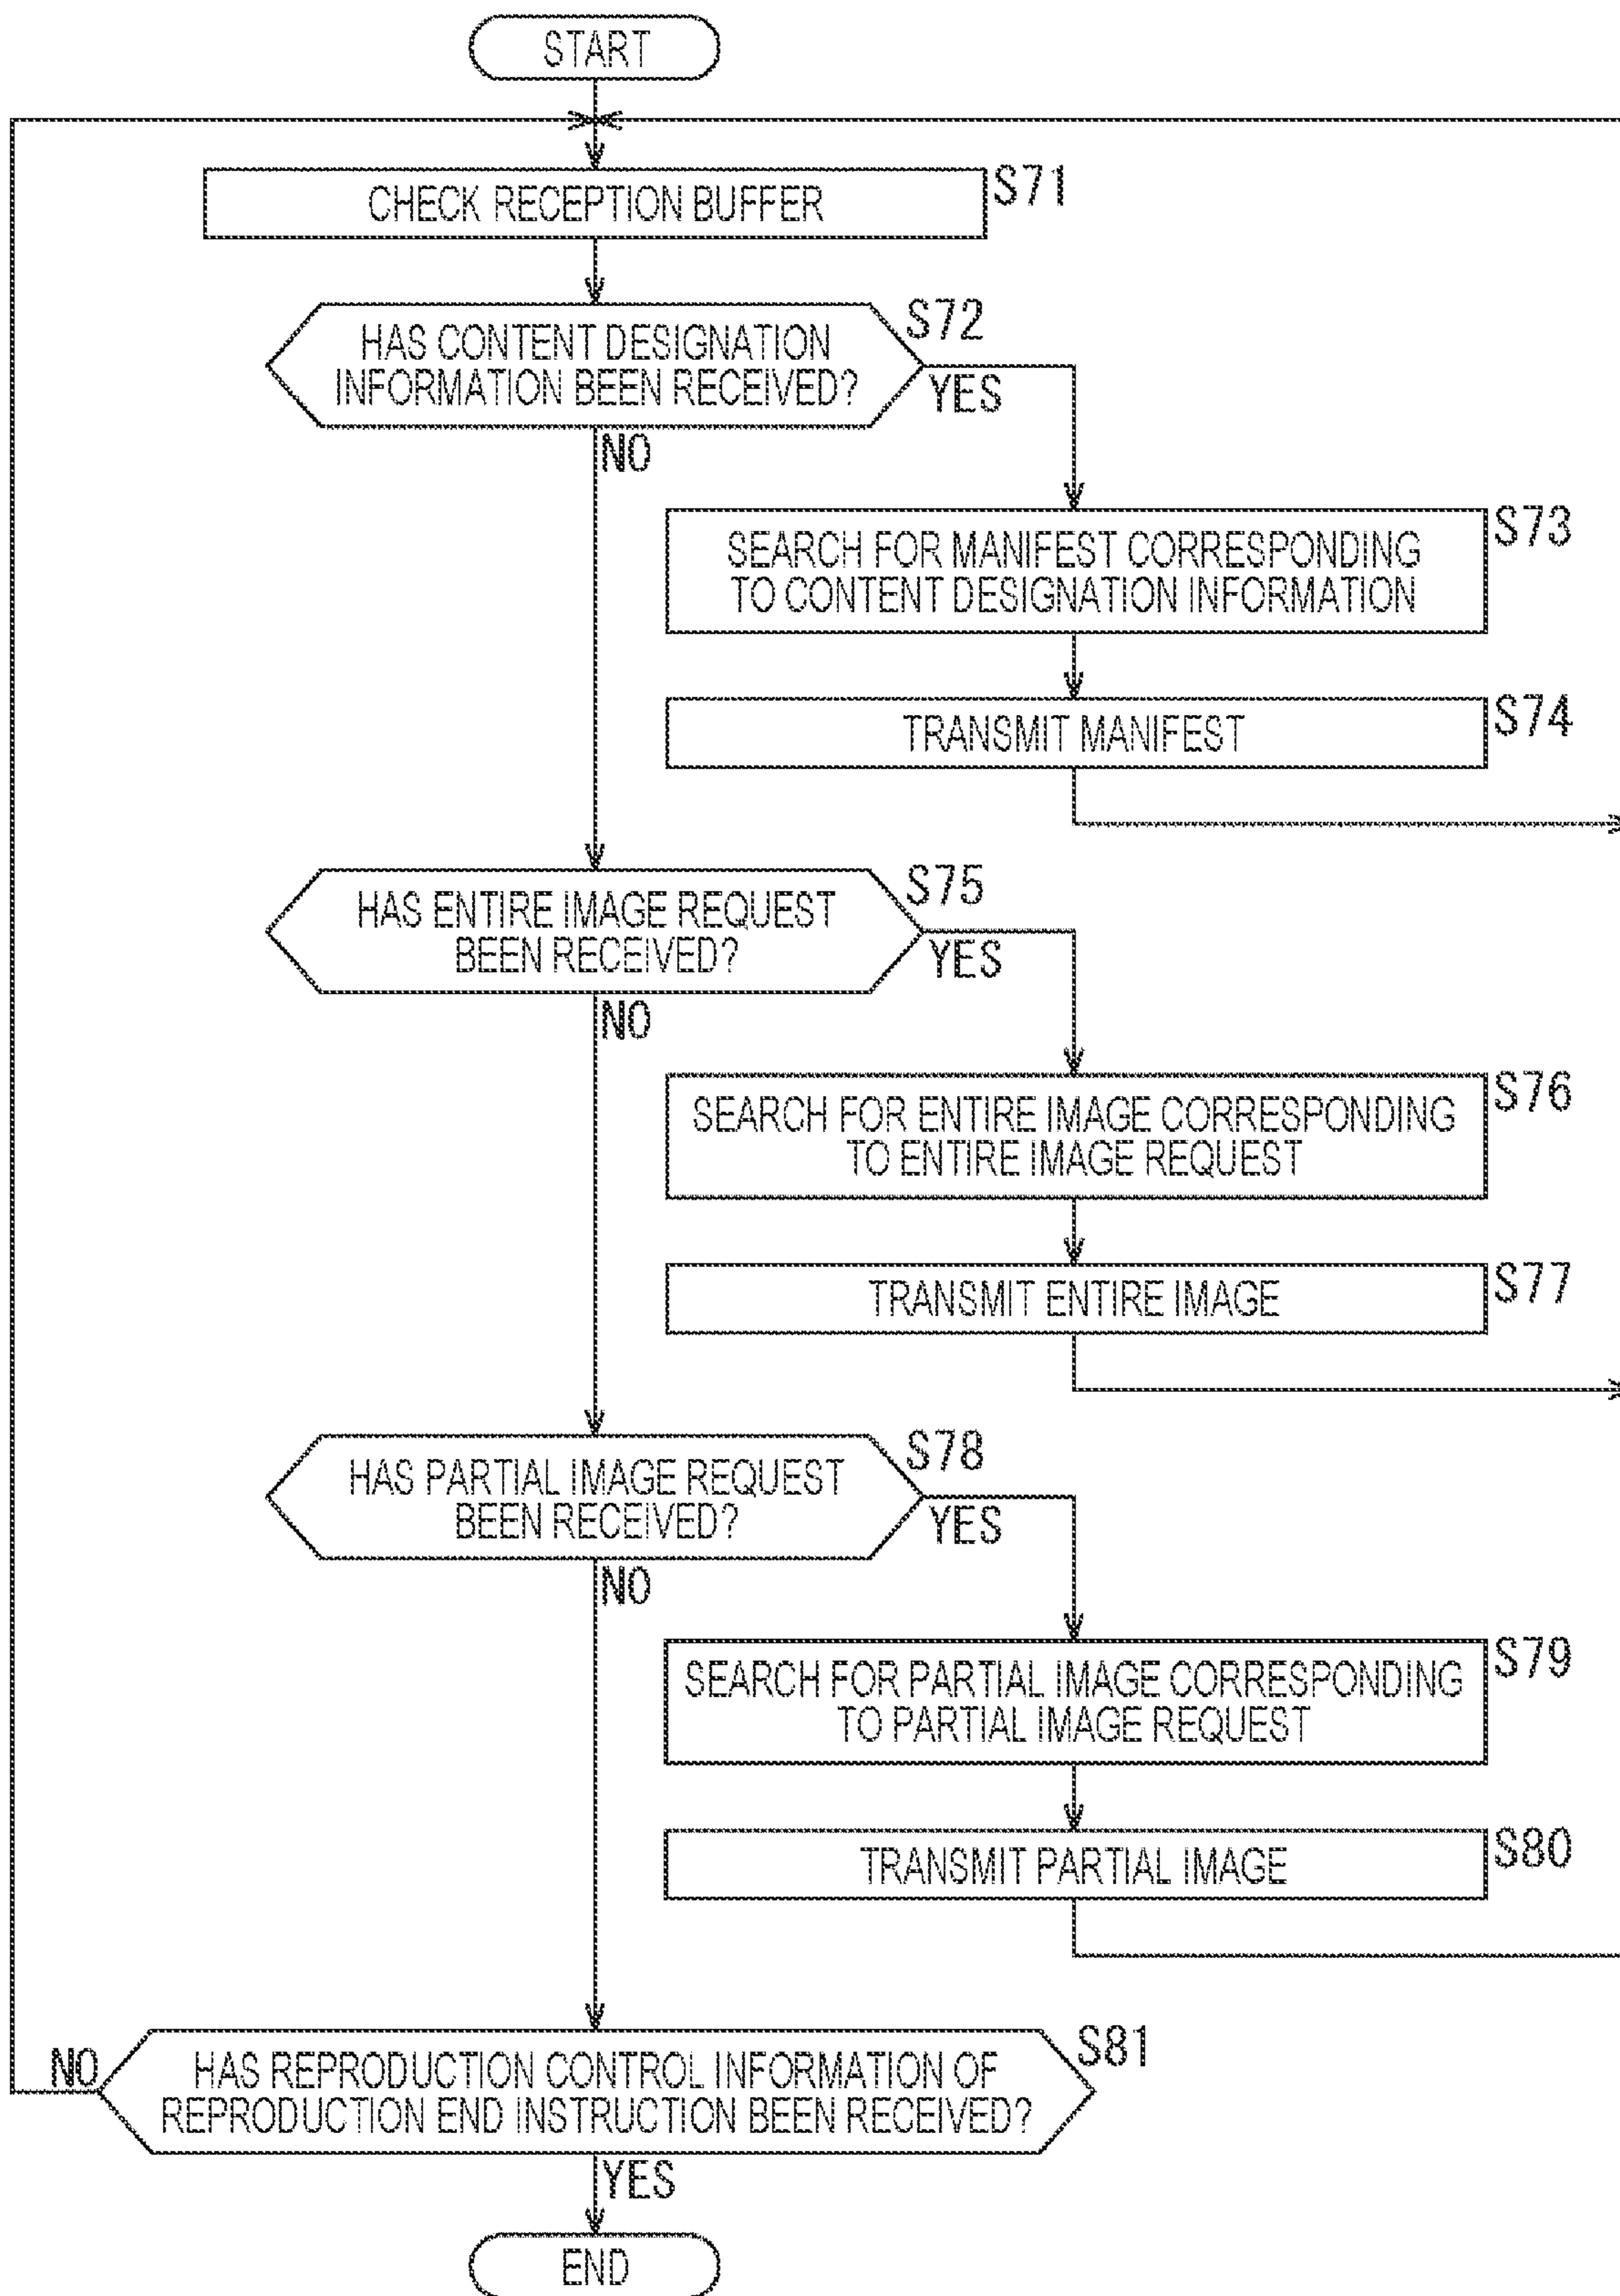 START
CHECK RECEPTION BUFFER
S71
HAS CONTENT DESIGNATION
INFORMATION BEEN RECEIVED?
S72
YES
NO
SEARCH FOR MANIFEST CORRESPONDING
TO CONTENT DESIGNATION INFORMATION
S73
TRANSMIT MANIFEST
S74
HAS ENTIRE IMAGE REQUEST
BEEN RECEIVED?
S75
YES
NO
SEARCH FOR ENTIRE IMAGE CORRESPONDING
TO ENTIRE IMAGE REQUEST
S76
TRANSMIT ENTIRE IMAGE
S77
HAS PARTIAL IMAGE REQUEST
BEEN RECEIVED?
S78
YES
NO
SEARCH FOR PARTIAL IMAGE CORRESPONDING
TO PARTIAL IMAGE REQUEST
S79
TRANSMIT PARTIAL IMAGE
S80
NO
HAS REPRODUCTION CONTROL INFORMATION OF
REPRODUCTION END INSTRUCTION BEEN RECEIVED?
S81
YES
END